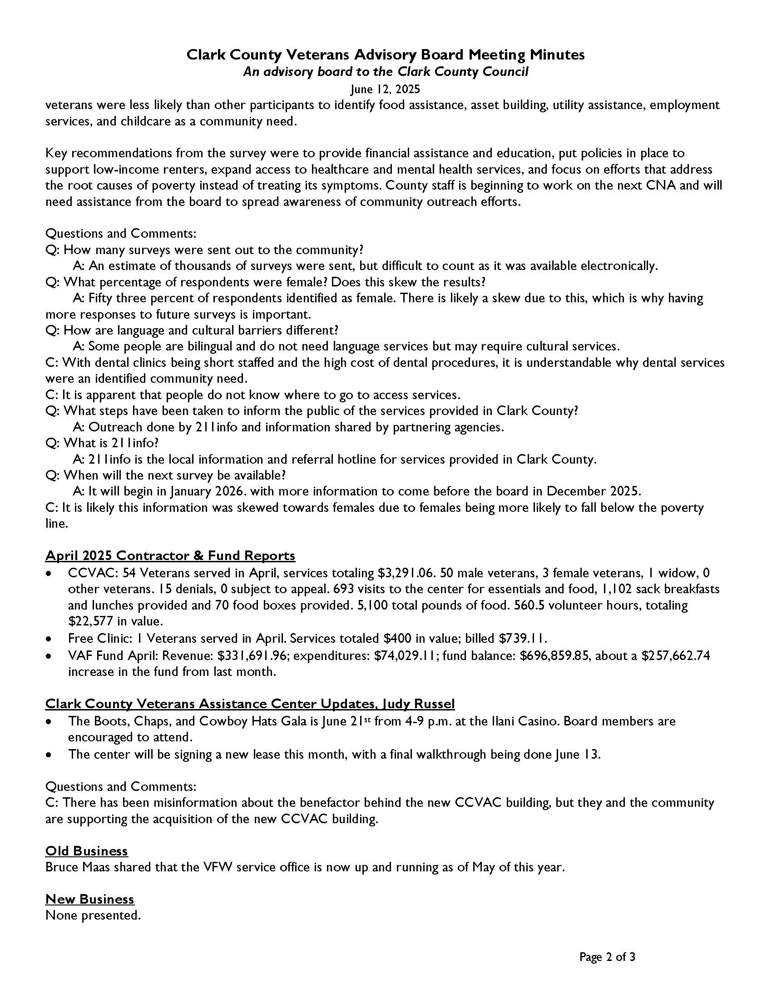 Clark County Veterans Advisory Board Meeting Minutes
An advisory board to the Clark County Council
June 12, 2025
veterans were less likely than other participants to identify food assistance, asset building, utility assistance, employment
services, and childcare as a community need.
Key recommendations from the survey were to provide financial assistance and education, put policies in place to
support low-income renters, expand access to healthcare and mental health services, and focus on efforts that address
the root causes of poverty instead of treating its symptoms. County staff is beginning to work on the next CNA and will
need assistance from the board to spread awareness of community outreach efforts.
Questions and Comments:
Q: How many surveys were sent out to the community?
A: An estimate of thousands of surveys were sent, but difficult to count as it was available electronically.
Q: What percentage of respondents were female? Does this skew the results?
A: Fifty three percent of respondents identified as female. There is likely a skew due to this, which is why having
more responses to future surveys is important.
Q: How are language and cultural barriers different?
A: Some people are bilingual and do not need language services but may require cultural services.
C: With dental clinics being short staffed and the high cost of dental procedures, it is understandable why dental services
were an identified community need.
C: It is apparent that people do not know where to go to access services.
Q: What steps have been taken to inform the public of the services provided in Clark County?
A: Outreach done by 211info and information shared by partnering agencies.
Q: What is 211info?
A: 211info is the local information and referral hotline for services provided in Clark County.
Q: When will the next survey be available?
A: It will begin in January 2026. with more information to come before the board in December 2025.
C: It is likely this information was skewed towards females due to females being more likely to fall below the poverty
line.
April 2025 Contractor & Fund Reports
• CCVAC: 54 Veterans served in April, services totaling $3,291.06. 50 male veterans, 3 female veterans, 1 widow, 0
other veterans. 15 denials, 0 subject to appeal. 693 visits to the center for essentials and food, 1,102 sack breakfasts
and lunches provided and 70 food boxes provided. 5,100 total pounds of food. 560.5 volunteer hours, totaling
$22,577 in value.
• Free Clinic: 1 Veterans served in April. Services totaled $400 in value; billed $739.11.
• VAF Fund April: Revenue: $331,691.96; expenditures: $74,029.11; fund balance: $696,859.85, about a $257,662.74
increase in the fund from last month.
Clark County Veterans Assistance Center Updates, Judy Russel
• The Boots, Chaps, and Cowboy Hats Gala is June 21st from 4-9 p.m. at the Ilani Casino. Board members are
encouraged to attend.
• The center will be signing a new lease this month, with a final walkthrough being done June 13.
Questions and Comments:
C: There has been misinformation about the benefactor behind the new CCVAC building, but they and the community
are supporting the acquisition of the new CCVAC building.
Old Business
Bruce Maas shared that the VFW service office is now up and running as of May of this year.
New Business
None presented.
Page 2 of 3